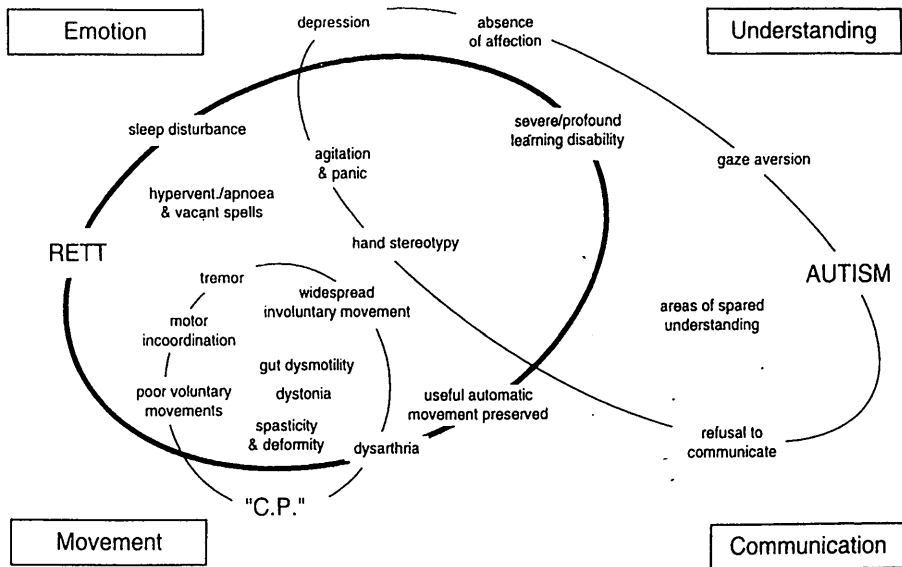 Emotion
depression
absence
of affection
Understanding
sleep disturbance
severe/profound
learning disability
agitation
& panic
gaze aversion
hypervent./apnoea
& vacant spells
RETT
hand stereotypy
AUTISM
tremor
widespread
involuntary movement
areas of spared
understanding
motor
incoordination
gut dysmotility
dystonia
poor voluntary
movements
useful automatic
movement preserved
spasticity
& deformity
dysarthria
refusal to
communicate
"C.P."
Movement
Communication